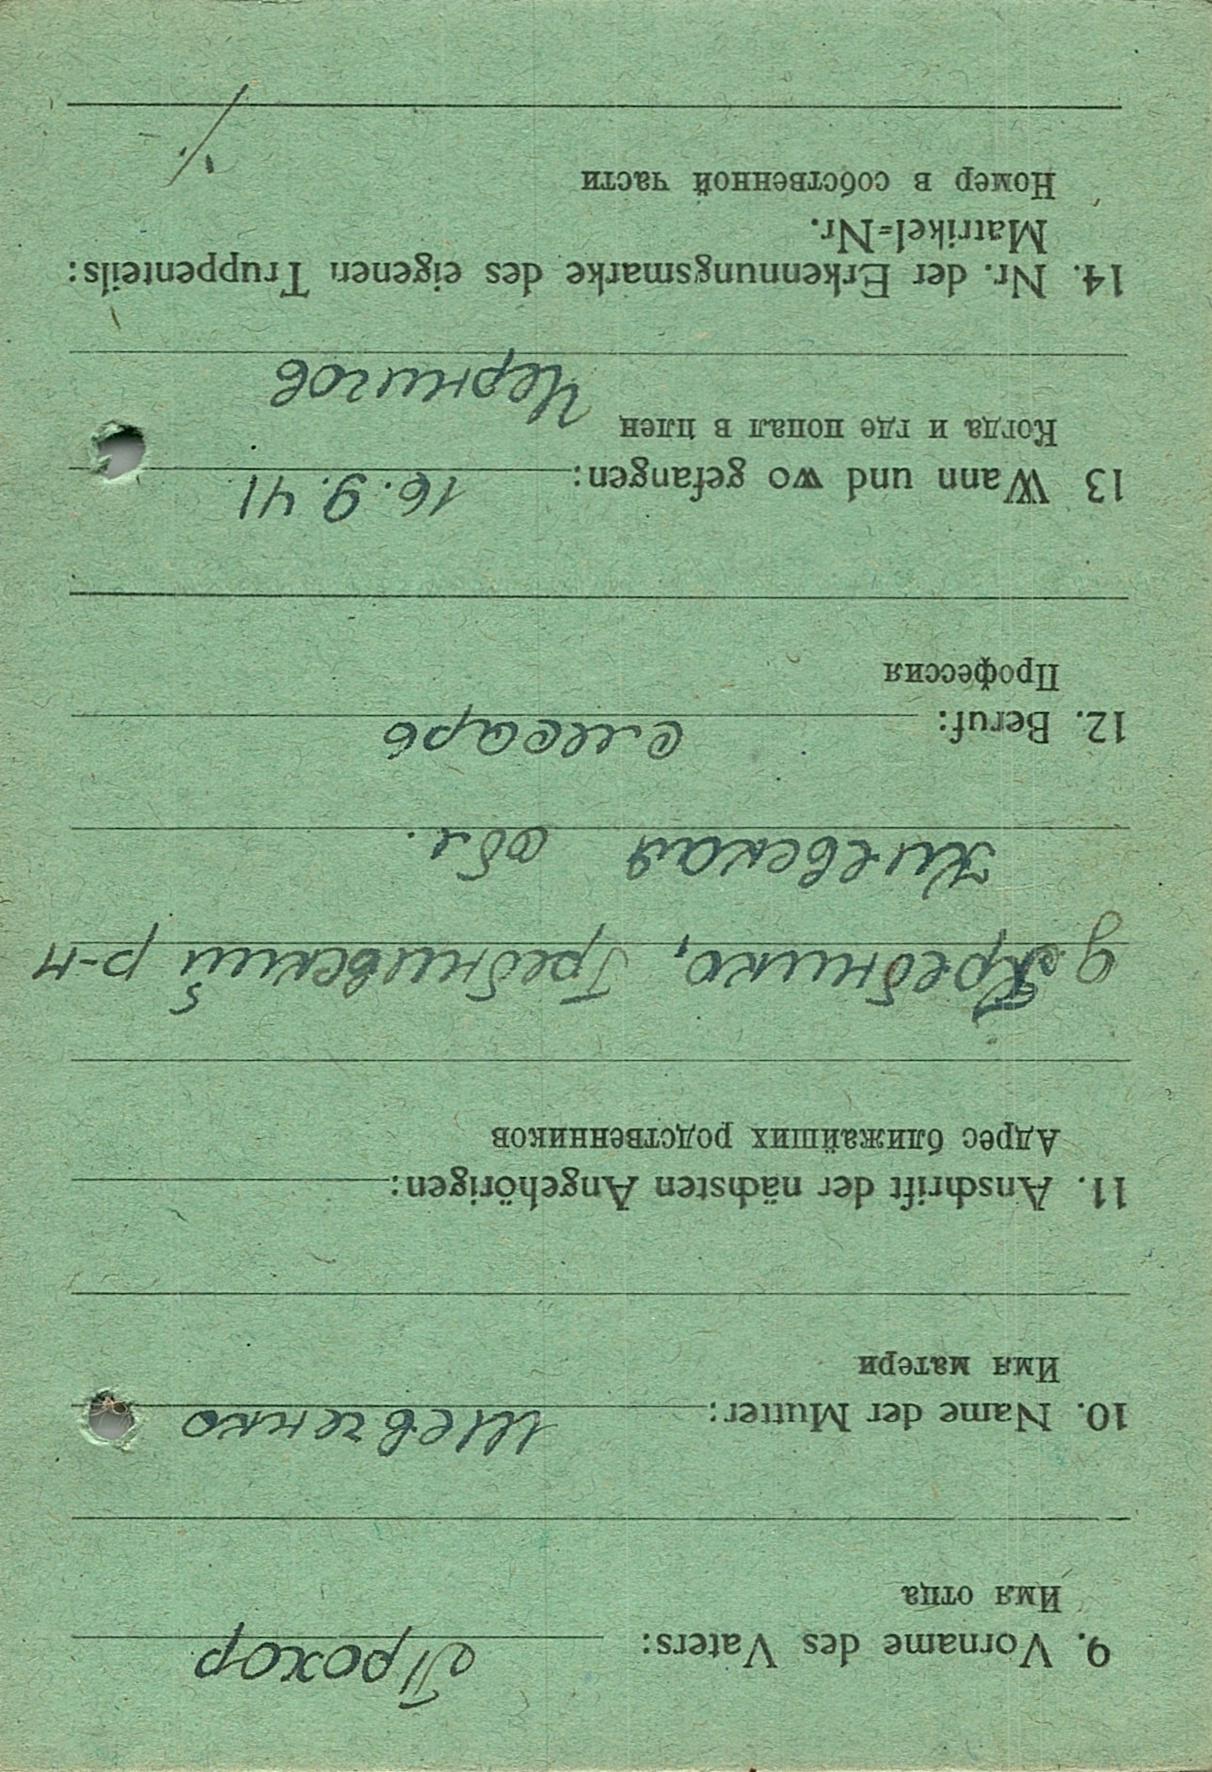 9. Vorname des Vaters: Прохор
Имя отца
10. Name der Mutter: Шевченко
Имя матери
11. Anschrift der nächsten Angehörigen:
Адрес ближайших родственников
д Гребнико, Гребниевский р-н
Киевская обл.
12. Beruf: слесарь
Профессия
13 Wann und wo gefangen: 16.9.41
Когда и где попал в плен
Чернигов
14. Nr. der Erkennungsmarke des eigenen Truppenteils:
Matrikel=Nr.
Номер в собственной части